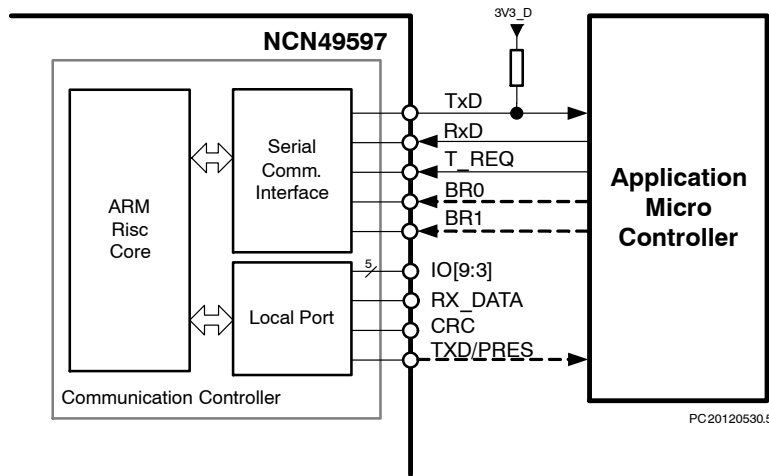 3V3_D
NCN49597
TxD
RxD
T_REQ
BR0
BR1
Serial
Comm.
Interface
ARM
Risc
Core
Application
Micro
Controller
5
IO[9:3]
RX_DATA
CRC
TXD/PRES
Local Port
Communication Controller
PC20120530.5